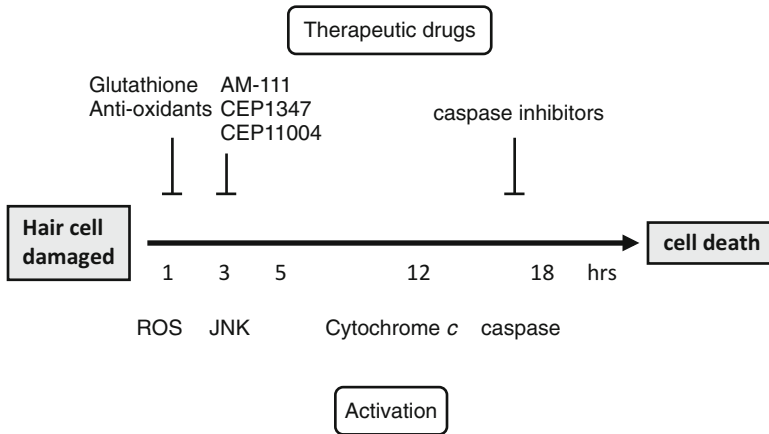 Therapeutic drugs
Glutathione AM-111
Anti-oxidants CEP1347
CEP11004
caspase inhibitors
Hair cell
damaged
cell death
1 3 5 12 18 hrs
ROS JNK Cytochrome c caspase
Activation